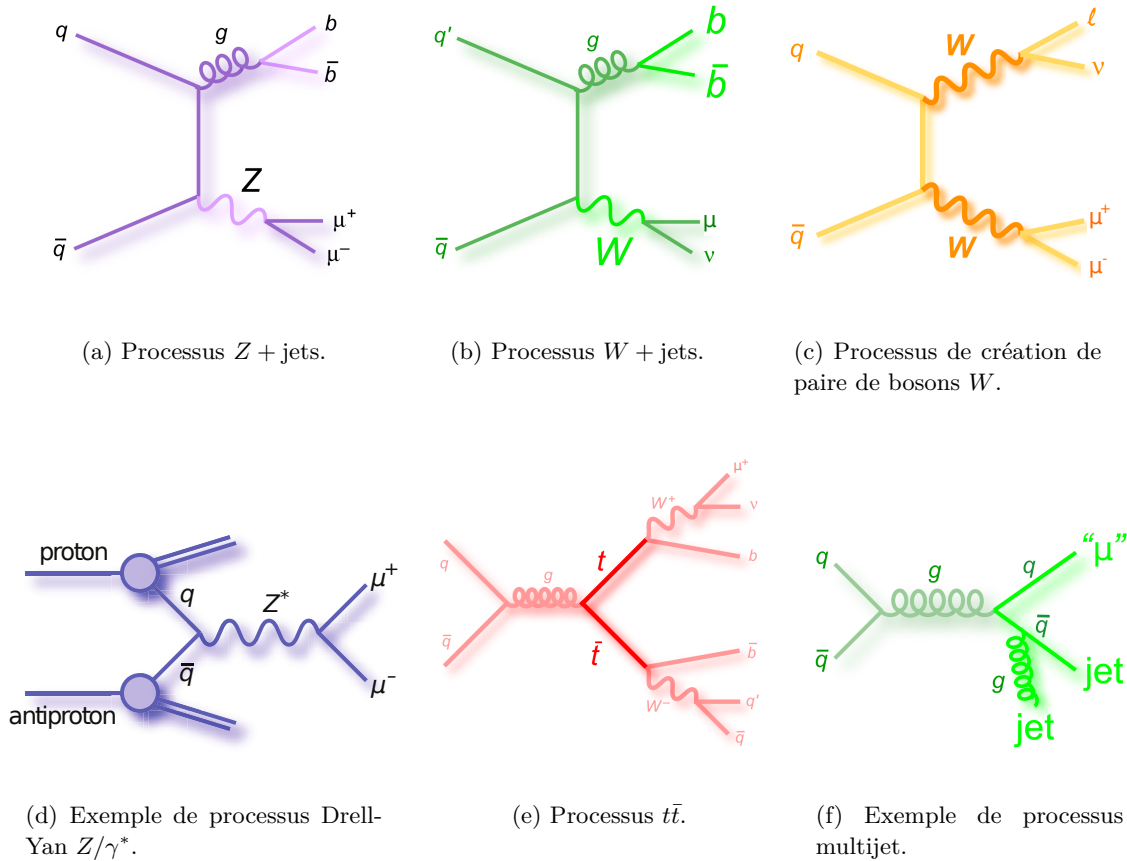 q
g
b
b̄
Z
q̄
μ⁺
μ⁻
(a) Processus Z + jets.
q'
g
b
b̄
q̄
W
μ
ν
(b) Processus W + jets.
q
W
ℓ
ν
q̄
W
μ⁺
μ⁻
(c) Processus de création de
paire de bosons W.
proton
q
Z*
μ⁺
q̄
μ⁻
antiproton
(d) Exemple de processus Drell-
Yan Z/γ*.
μ⁺
W⁺
ν
q
t
b
g
q̄
t̄
b̄
W⁻
q'
q̄
(e) Processus tt̄.
q
g
q
“μ”
q̄
q̄
g
jet
jet
(f) Exemple de processus
multijet.